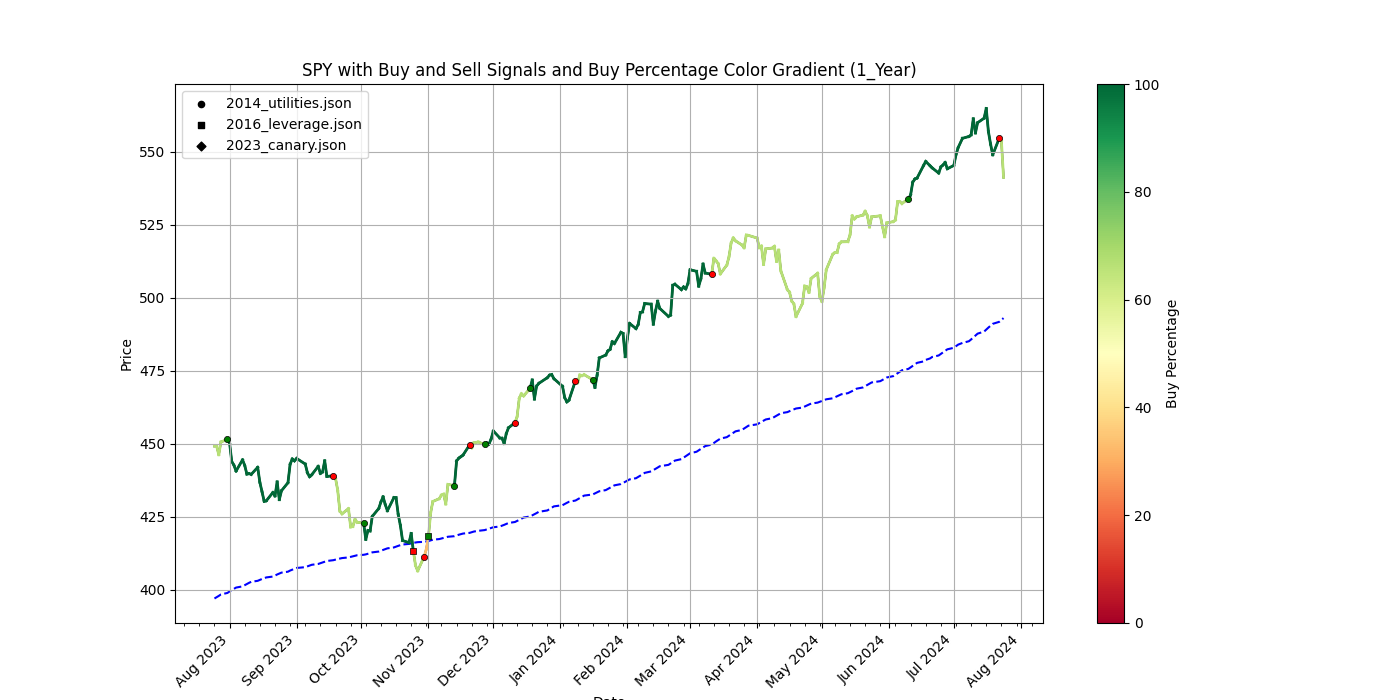 SPY with Buy and Sell Signals and Buy Percentage Color Gradient (1_Year)
2014_utilities.json
2016_leverage.json
2023_canary.json
Price
550
525
500
475
450
425
400
Aug 2023
Sep 2023
Oct 2023
Nov 2023
Dec 2023
Jan 2024
Feb 2024
Mar 2024
Apr 2024
May 2024
Jun 2024
Jul 2024
Aug 2024
100
80
60
40
20
0
Buy Percentage